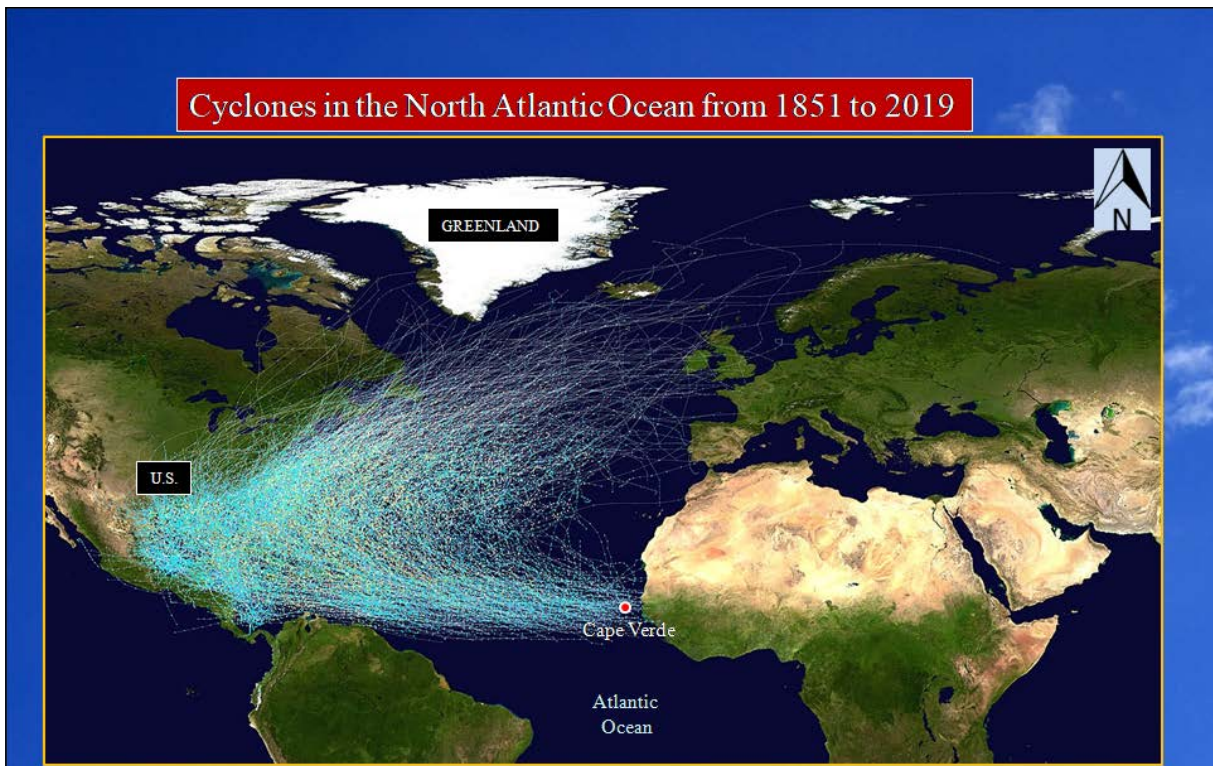 Cyclones in the North Atlantic Ocean from 1851 to 2019
N
GREENLAND
U.S.
Cape Verde
Atlantic
Ocean